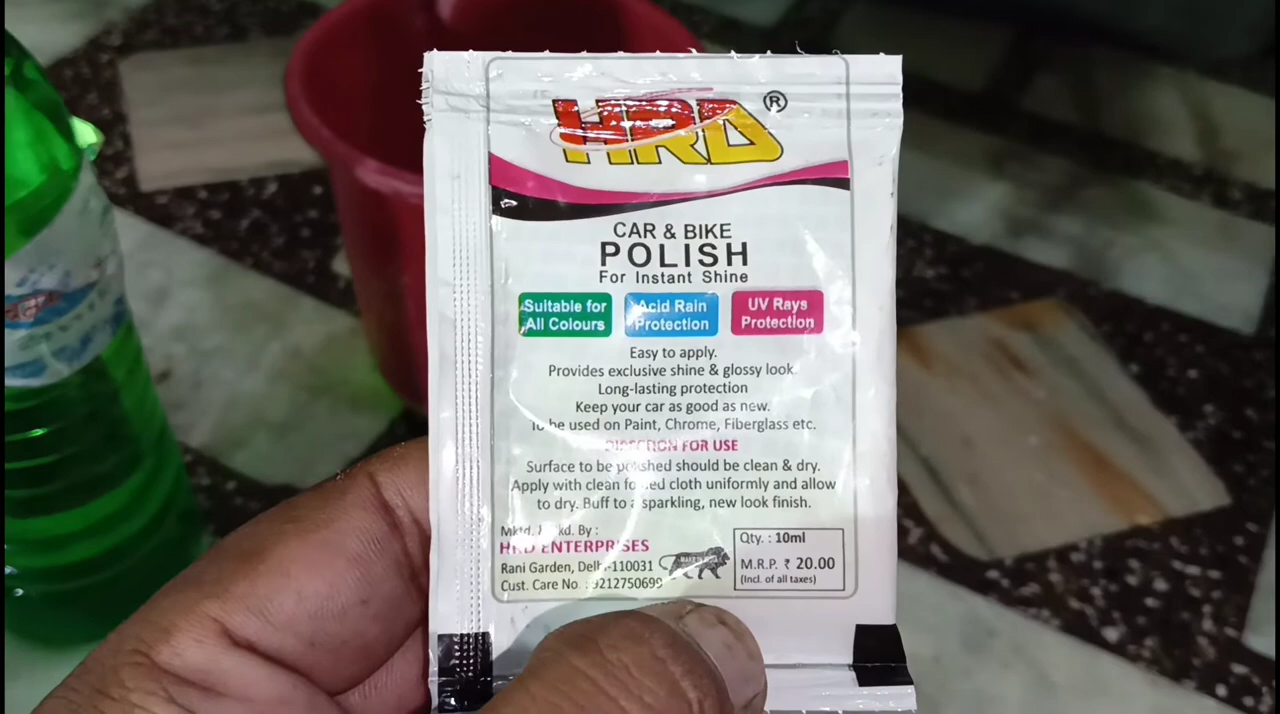 HRD ®
CAR & BIKE
POLISH
For Instant Shine
Suitable for
All Colours
Acid Rain
Protection
UV Rays
Protection
Easy to apply.
Provides exclusive shine & glossy look.
Long-lasting protection
Keep your car as good as new.
To be used on Paint, Chrome, Fiberglass etc.
FOR USE
Surface to be polished should be clean & dry.
Apply with clean cloth uniformly and allow
to dry. Buff to a sparkling, new look finish.
Mktd. By :
HRD ENTERPRISES
Rani Garden, Delhi-110031
Cust. Care No. : 9212750699
Qty. : 10ml
M.R.P. ₹ 20.00
(Incl. of all taxes)